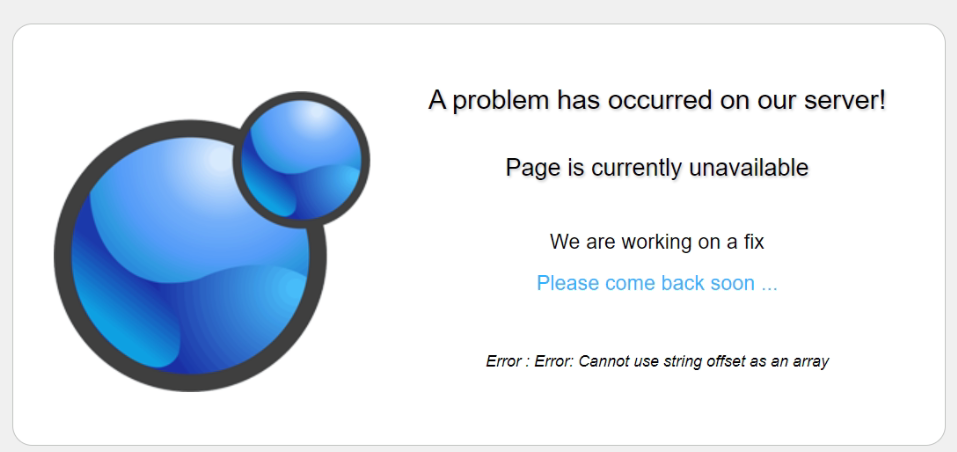 A problem has occurred on our server!
Page is currently unavailable
We are working on a fix
Please come back soon ...
Error : Error: Cannot use string offset as an array